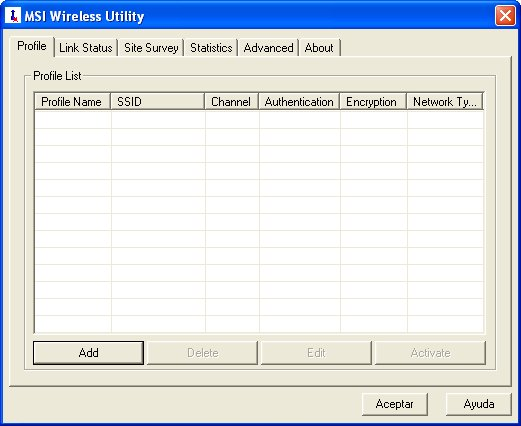 MSI Wireless Utility
Profile Link Status Site Survey Statistics Advanced About
Profile List
Profile Name SSID Channel Authentication Encryption Network Ty...
Add Delete Edit Activate
Aceptar Ayuda